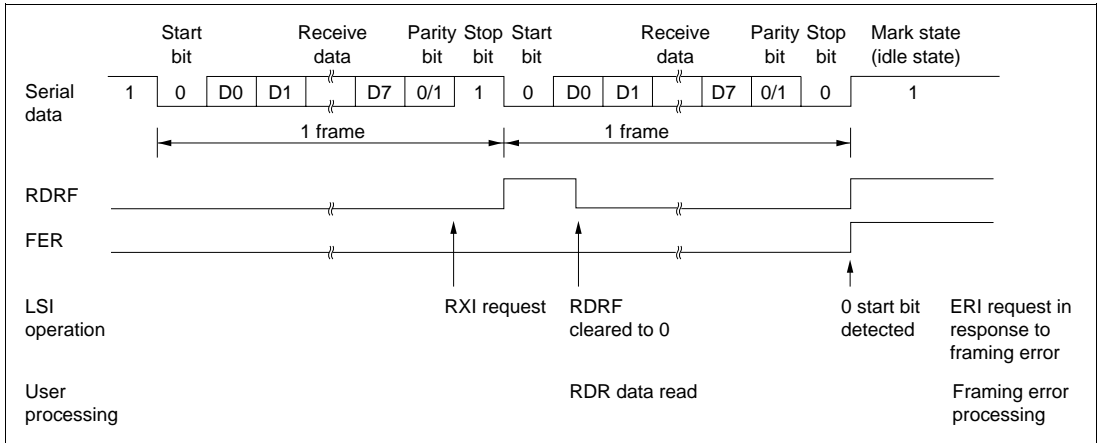 Start Receive Parity Stop Start Receive Parity Stop Mark state
bit data bit bit bit data bit bit (idle state)
Serial data 1 0 D0 D1 D7 0/1 1 0 D0 D1 D7 0/1 0 1
1 frame 1 frame
RDRF
FER
LSI operation
RXI request
RDRF cleared to 0
0 start bit detected
ERI request in response to framing error
User processing
RDR data read
Framing error processing